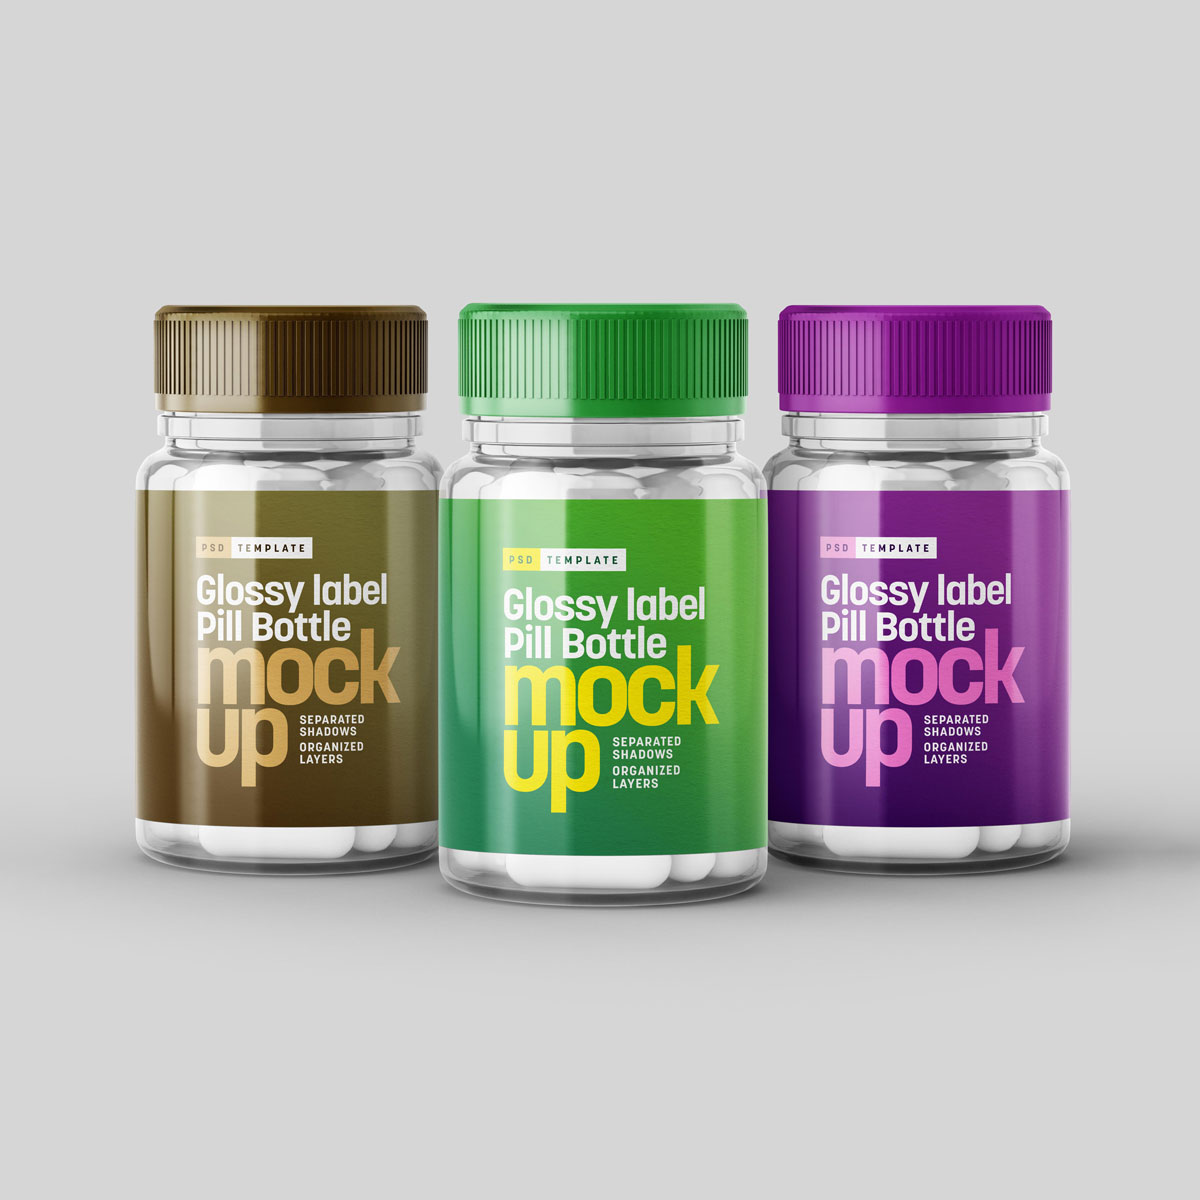 PSD TEMPLATE
Glossy label
Pill Bottle
mock
up
SEPARATED
SHADOWS
ORGANIZED
LAYERS
PSD TEMPLATE
Glossy label
Pill Bottle
mock
up
SEPARATED
SHADOWS
ORGANIZED
LAYERS
PSD TEMPLATE
Glossy label
Pill Bottle
mock
up
SEPARATED
SHADOWS
ORGANIZED
LAYERS